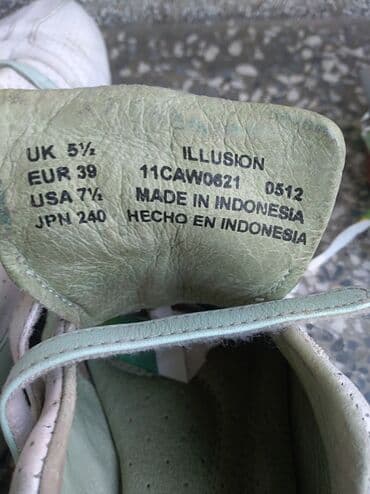 UK 5½ ILLUSION
EUR 39 11CAW0621 0512
USA 7½ MADE IN INDONESIA
JPN 240 HECHO EN INDONESIA